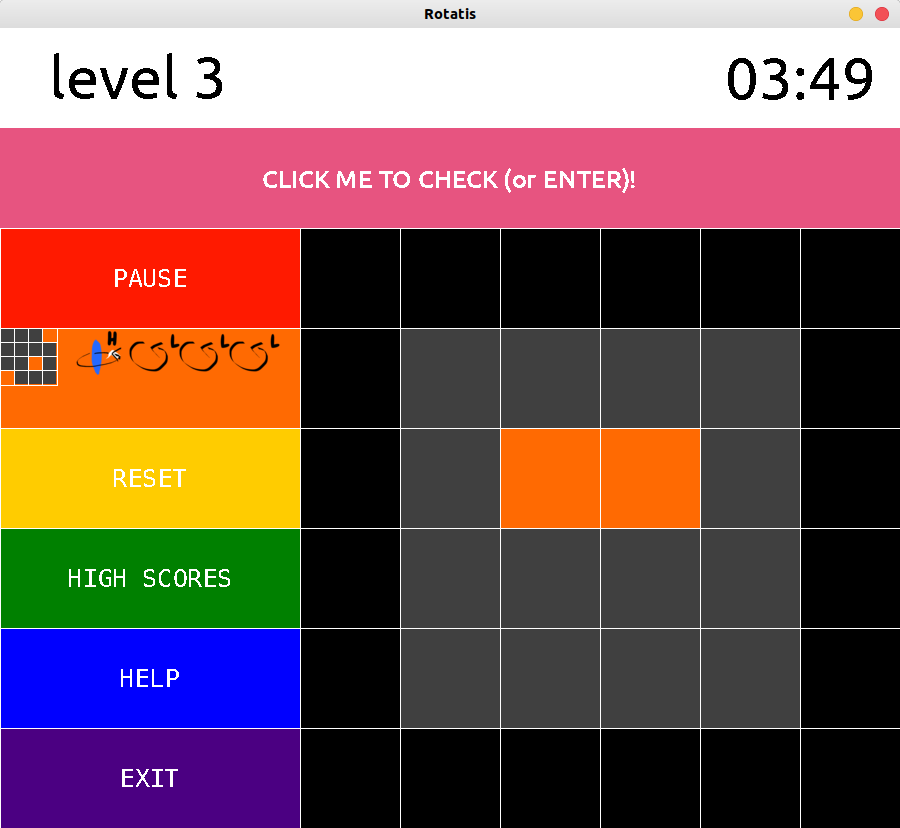 Rotatis
level 3
03:49
CLICK ME TO CHECK (or ENTER)!
PAUSE
H L L L
RESET
HIGH SCORES
HELP
EXIT